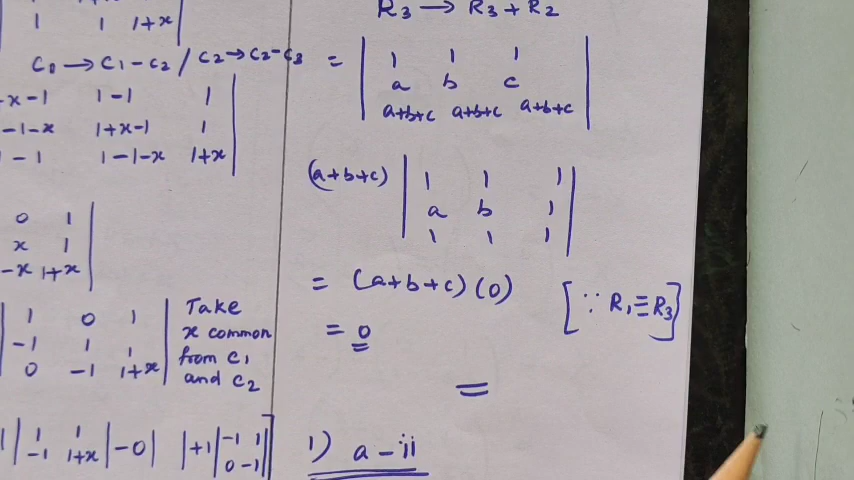 1 1 1+x|
C0 → C1-C2 / C2→C2-C3
-x-1 1-1 1
-1-x 1+x-1 1
1-1 1-1-x 1+x
0 1
x 1
-x 1+x
1 0 1 Take
-1 1 1 x common
0 -1 1+x from C1
and C2
1| 1 1 |-0| |+1| -1 1
-1 1+x 0 -1
R3 → R3+R2
= | 1 1 1 |
a b c
a+b+c a+b+c a+b+c
(a+b+c) | 1 1 1 |
a b 1
1 1 1
= (a+b+c)(0) [∵ R1≡R3]
= 0
=
1) a-ii